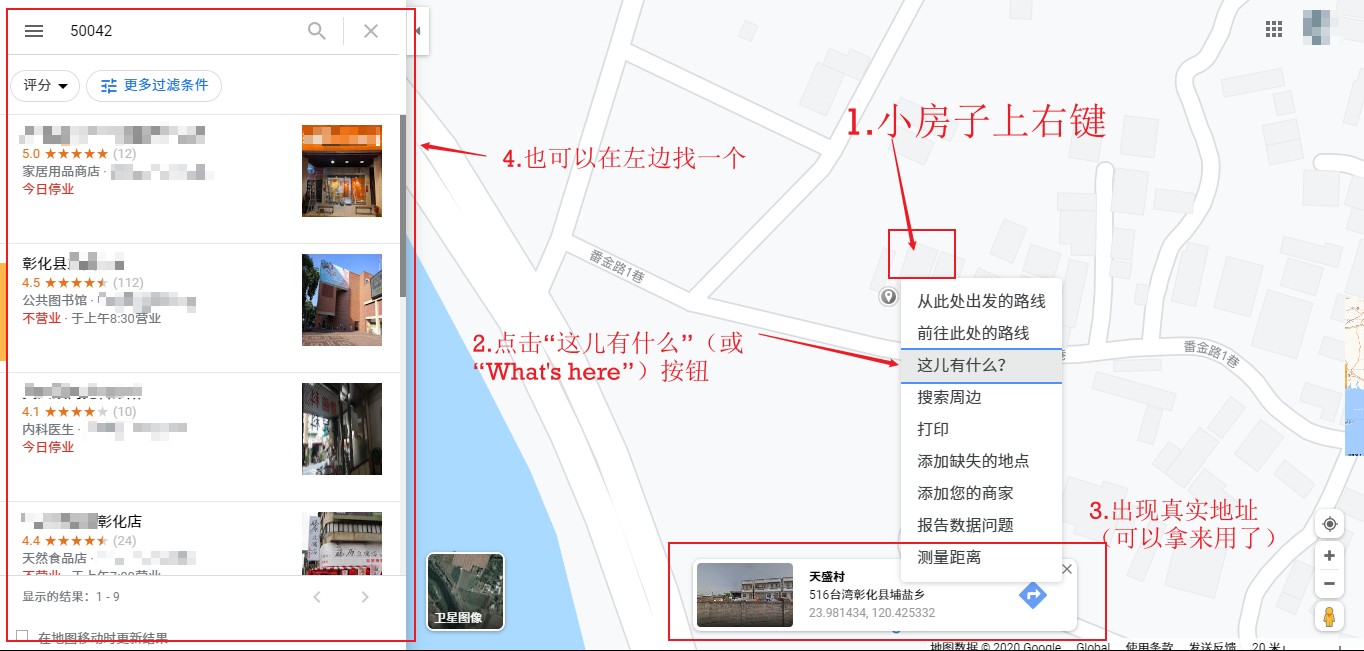 50042
评分
更多过滤条件
5.0 (12)
家居用品商店 ·
今日停业
彰化县
4.5 (112)
公共图书馆 ·
不营业 · 于上午8:30营业
4.1 (10)
内科医生 ·
今日停业
彰化店
4.4 (24)
天然食品店 ·
不营业 · 于上午7:00营业
显示的结果：1 - 9
在地图移动时更新结果
4.也可以在左边找一个
1.小房子上右键
番金路1巷
2.点击“这儿有什么”（或
“What's here”）按钮
从此处出发的路线
前往此处的路线
这儿有什么？
搜索周边
打印
添加缺失的地点
添加您的商家
报告数据问题
测量距离
番金路1巷
3.出现真实地址
（可以拿来用了）
天盛村
516台湾彰化县埔盐乡
23.981434, 120.425332
卫星图像
地图数据 © 2020 Google Global 使用条款 发送反馈 20 米